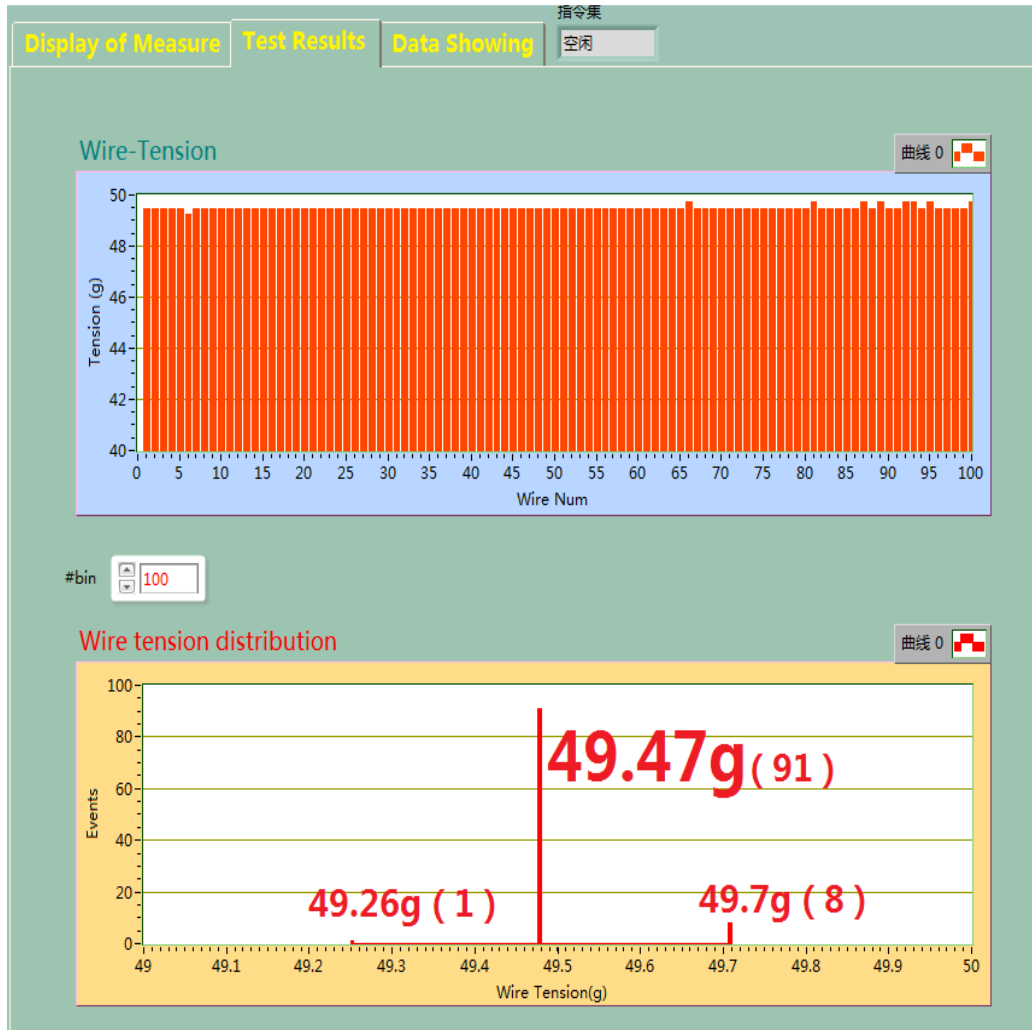 指令集
Display of Measure Test Results Data Showing 空闲
Wire-Tension
曲线 0
50
48
46
44
42
40
Tension (g)
0 5 10 15 20 25 30 35 40 45 50 55 60 65 70 75 80 85 90 95 100
Wire Num
#bin 100
Wire tension distribution
曲线 0
100
80
60
40
20
0
Events
49.47g ( 91 )
49.26g ( 1 )
49.7g ( 8 )
49 49.1 49.2 49.3 49.4 49.5 49.6 49.7 49.8 49.9 50
Wire Tension(g)